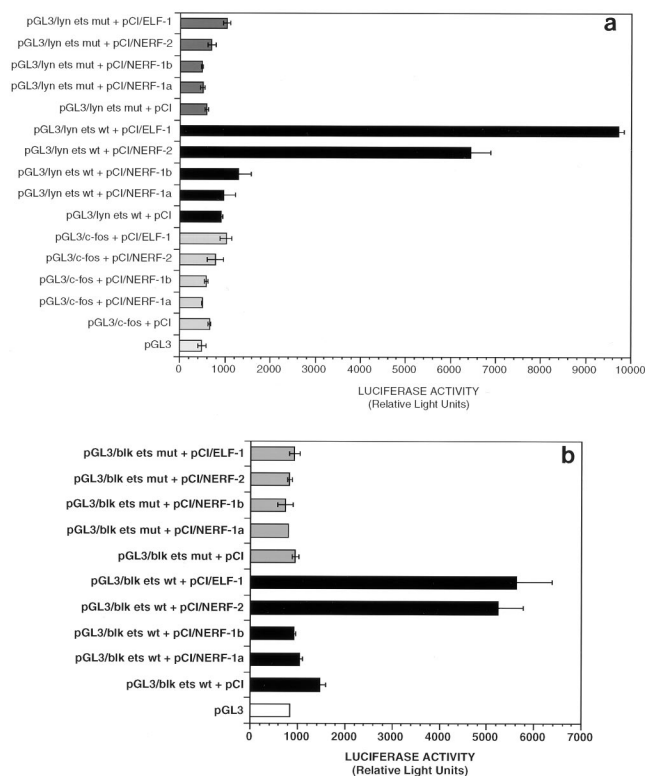 a
pGL3/lyn ets mut + pCI/ELF-1
pGL3/lyn ets mut + pCI/NERF-2
pGL3/lyn ets mut + pCI/NERF-1b
pGL3/lyn ets mut + pCI/NERF-1a
pGL3/lyn ets mut + pCI
pGL3/lyn ets wt + pCI/ELF-1
pGL3/lyn ets wt + pCI/NERF-2
pGL3/lyn ets wt + pCI/NERF-1b
pGL3/lyn ets wt + pCI/NERF-1a
pGL3/lyn ets wt + pCI
pGL3/c-fos + pCI/ELF-1
pGL3/c-fos + pCI/NERF-2
pGL3/c-fos + pCI/NERF-1b
pGL3/c-fos + pCI/NERF-1a
pGL3/c-fos + pCI
pGL3
0 1000 2000 3000 4000 5000 6000 7000 8000 9000 10000
LUCIFERASE ACTIVITY
(Relative Light Units)
b
pGL3/blk ets mut + pCI/ELF-1
pGL3/blk ets mut + pCI/NERF-2
pGL3/blk ets mut + pCI/NERF-1b
pGL3/blk ets mut + pCI/NERF-1a
pGL3/blk ets mut + pCI
pGL3/blk ets wt + pCI/ELF-1
pGL3/blk ets wt + pCI/NERF-2
pGL3/blk ets wt + pCI/NERF-1b
pGL3/blk ets wt + pCI/NERF-1a
pGL3/blk ets wt + pCI
pGL3
0 1000 2000 3000 4000 5000 6000 7000
LUCIFERASE ACTIVITY
(Relative Light Units)